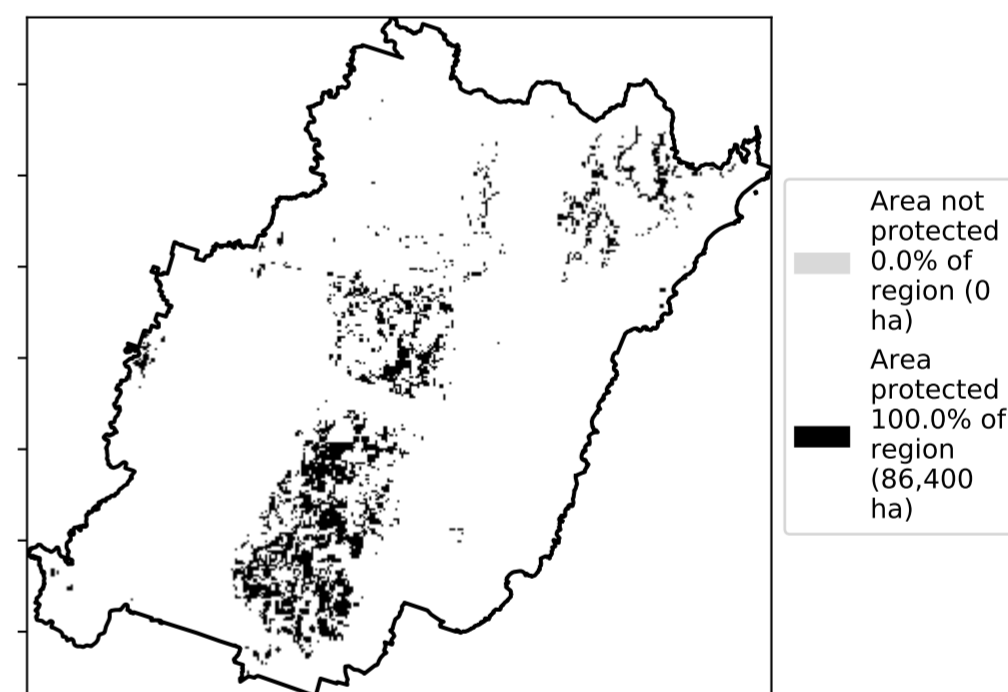 Area not
protected
0.0% of
region (0
ha)
Area
protected
100.0% of
region
(86,400
ha)